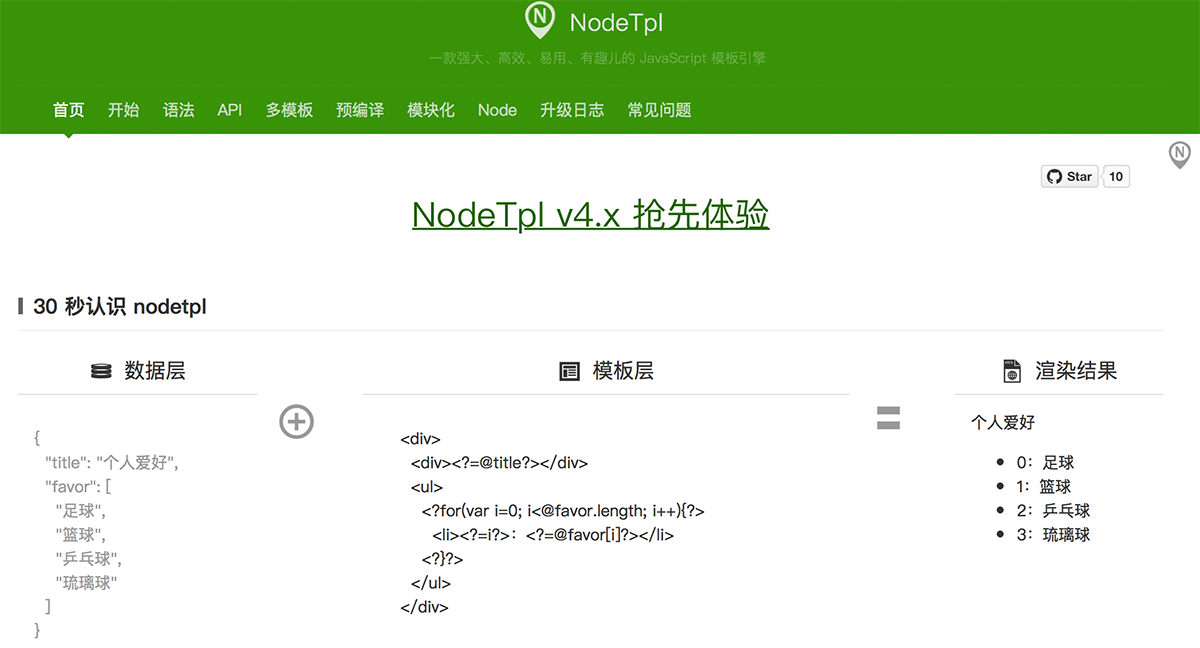 NodeTpl
一款强大、高效、易用、有趣儿的 JavaScript 模板引擎
首页 开始 语法 API 多模板 预编译 模块化 Node 升级日志 常见问题
N
Star 10
NodeTpl v4.x 抢先体验
30 秒认识 nodetpl
数据层
{
"title": "个人爱好",
"favor": [
"足球",
"篮球",
"乒乓球",
"琉璃球"
]
}
模板层
<div>
<div><?=@title?></div>
<ul>
<?for(var i=0; i<@favor.length; i++){?>
<li><?=i?>：<?=@favor[i]?></li>
<?}?>
</ul>
</div>
渲染结果
个人爱好
0：足球
1：篮球
2：乒乓球
3：琉璃球